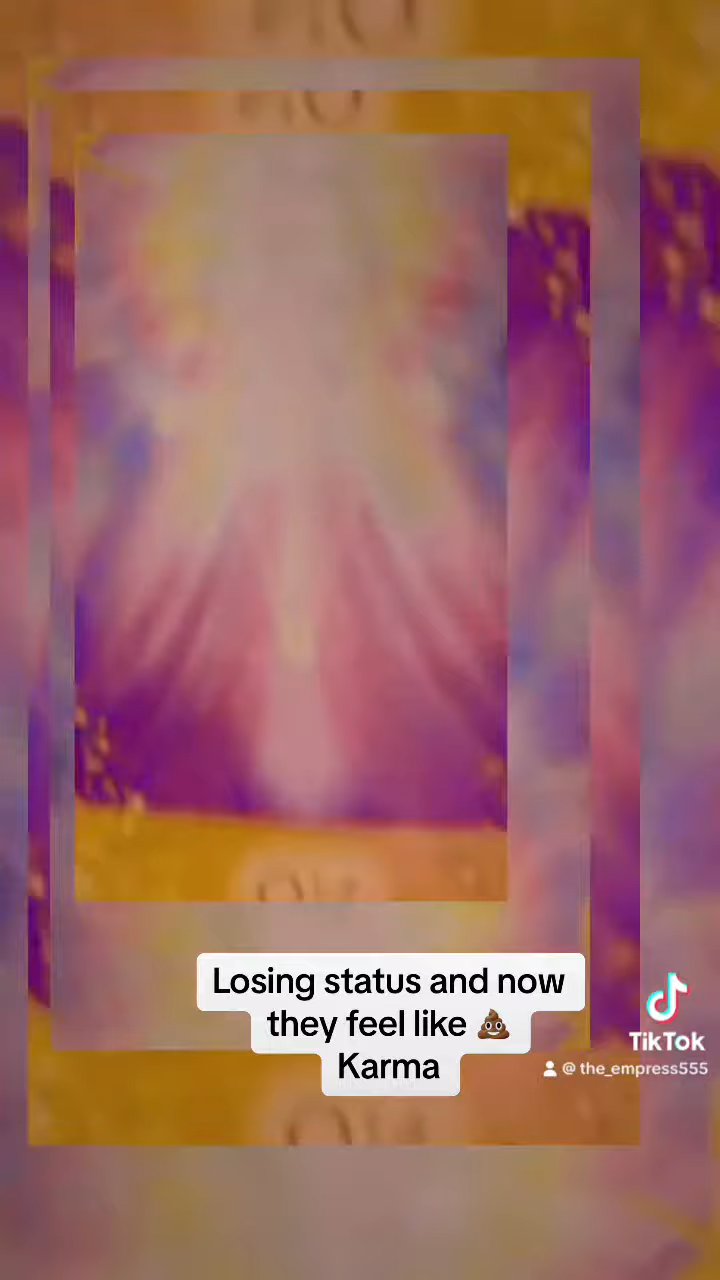 Losing status and now
they feel like 💩
Karma
TikTok
@ the_empress555